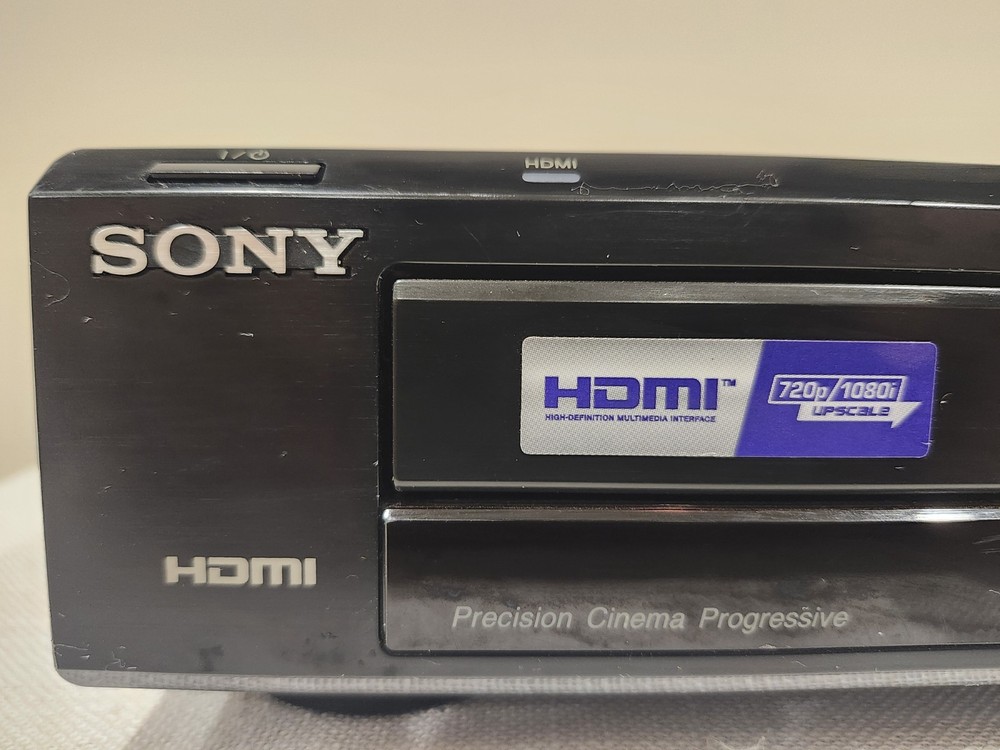 I/⏻
HDMI
SONY
HDMI™
HIGH-DEFINITION MULTIMEDIA INTERFACE
720p/1080i
UPSCALE
HDMI
Precision Cinema Progressive